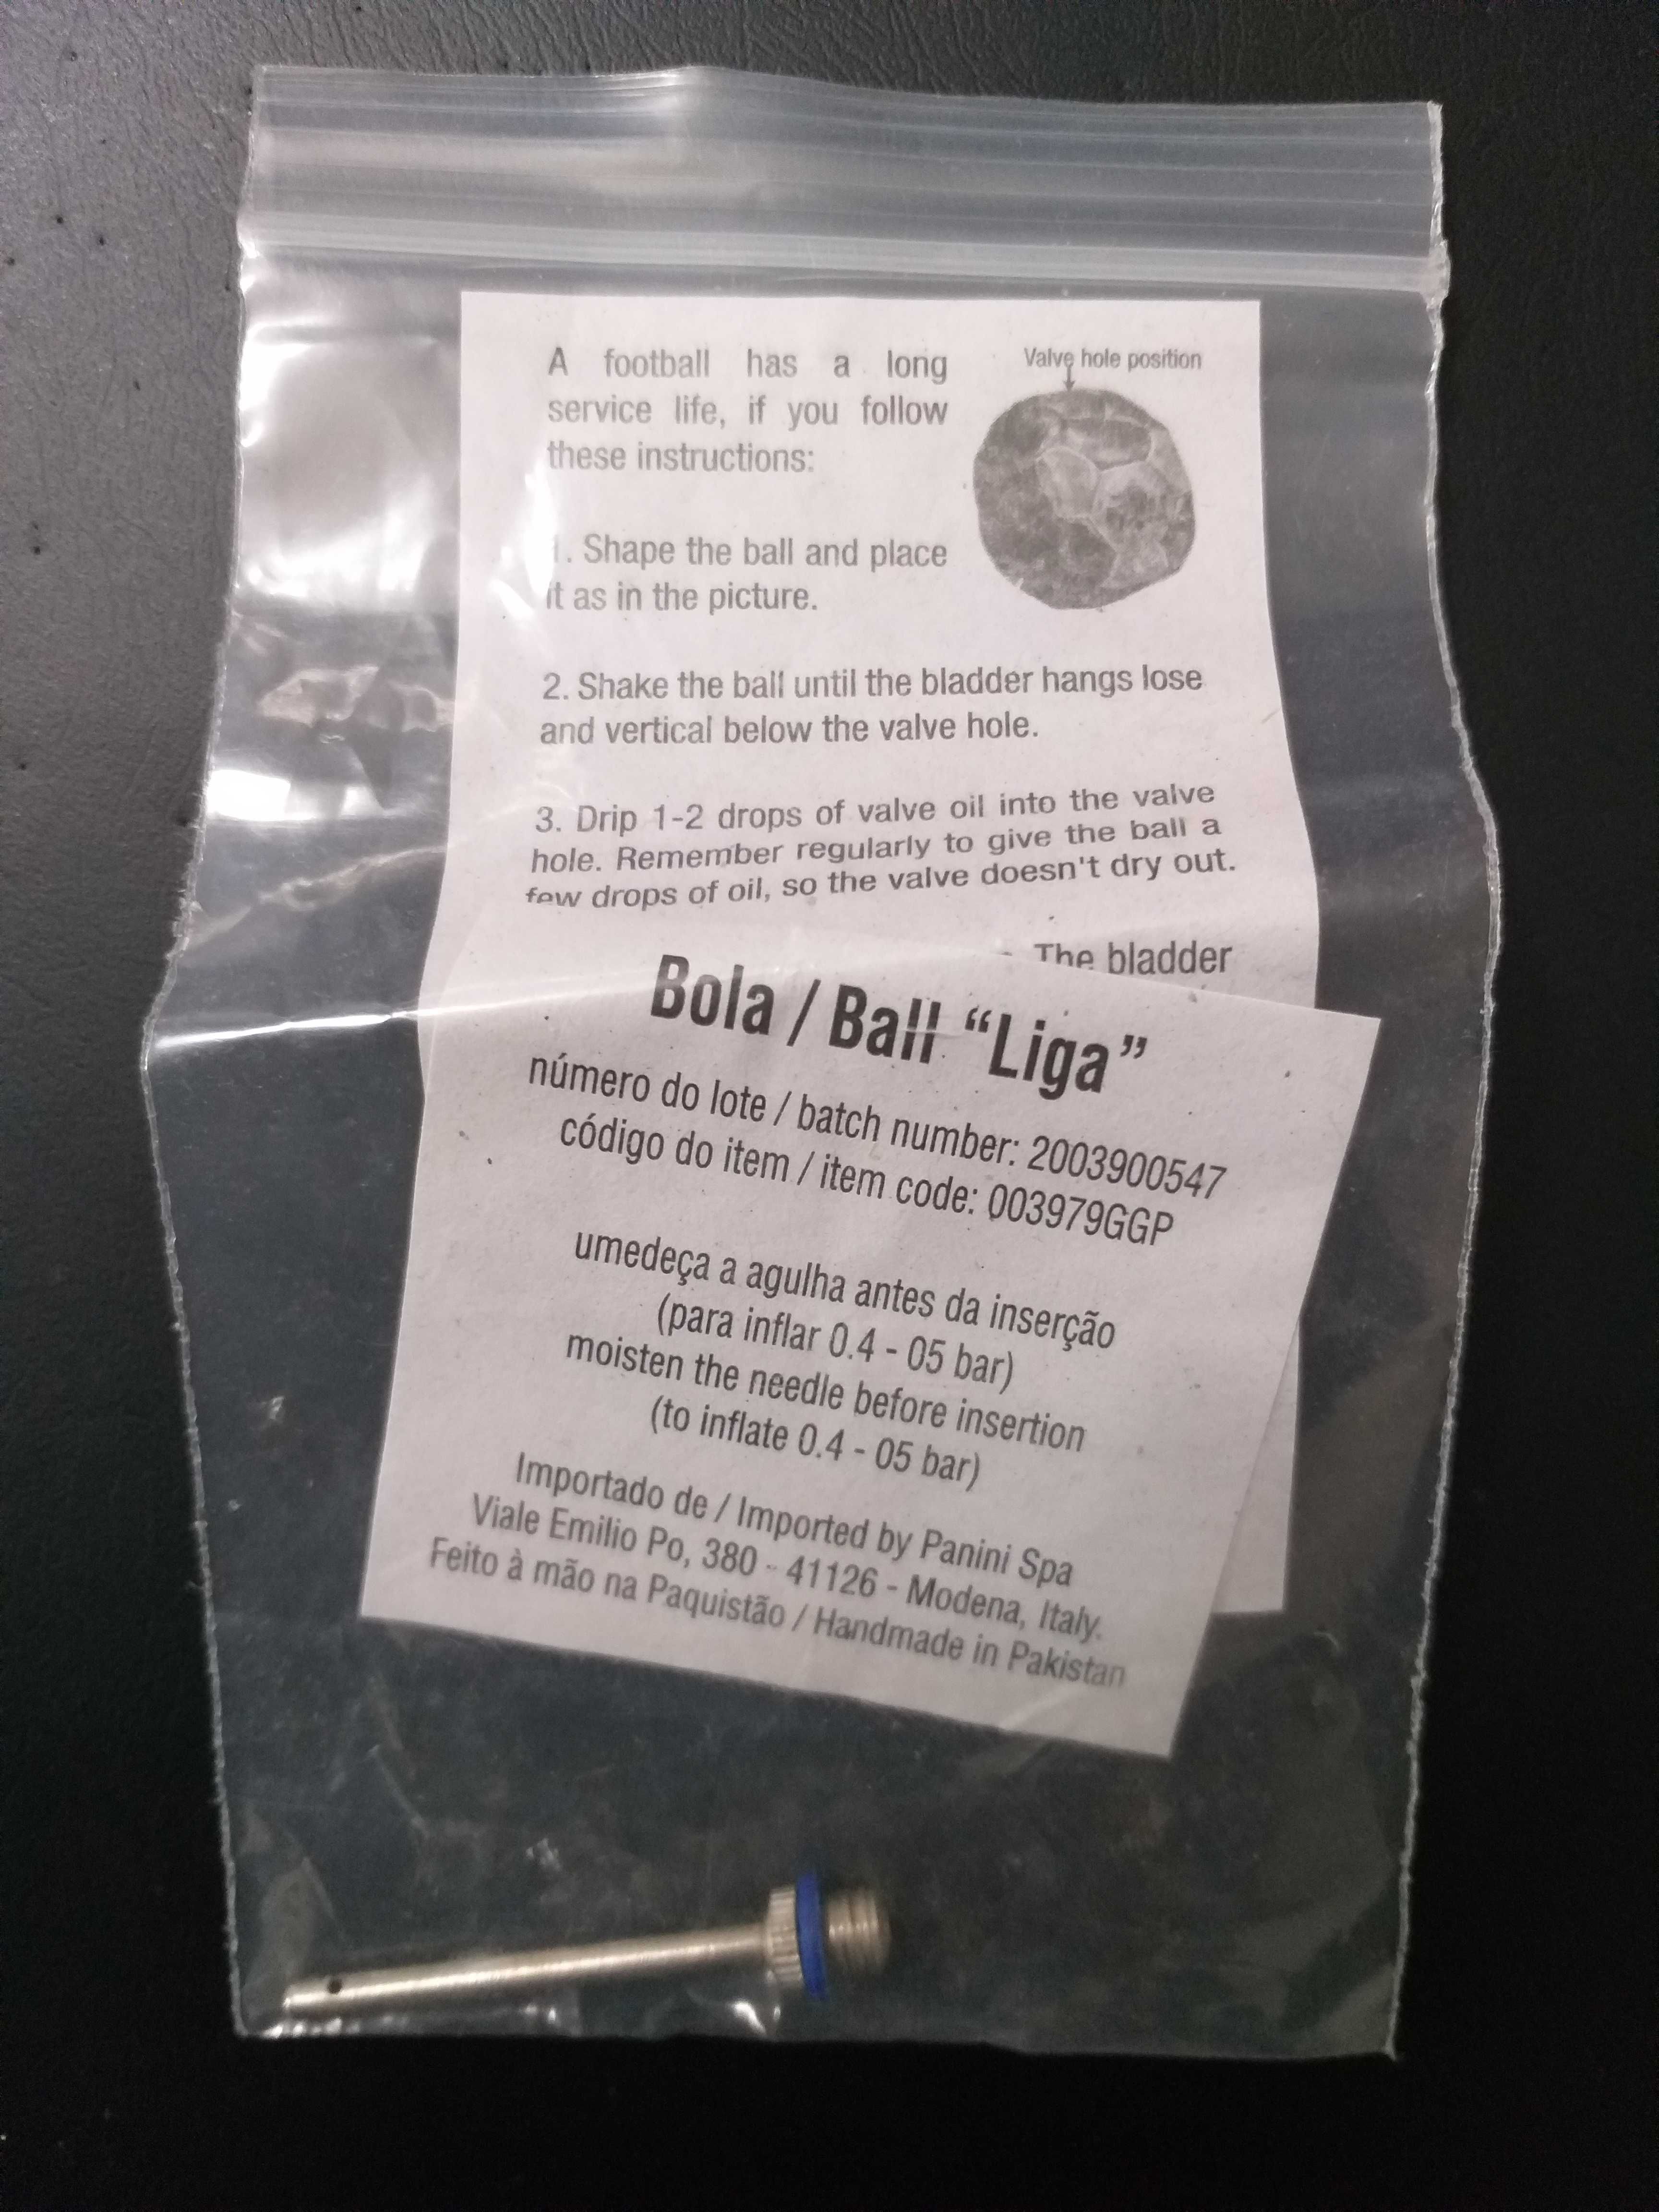 A football has a long
service life, if you follow
these instructions:
Valve hole position
1. Shape the ball and place
it as in the picture.
2. Shake the ball until the bladder hangs lose
and vertical below the valve hole.
3. Drip 1-2 drops of valve oil into the valve
hole. Remember regularly to give the ball a
few drops of oil, so the valve doesn't dry out.
The bladder
Bola / Ball “Liga”
número do lote / batch number: 2003900547
código do item / item code: 003979GGP
umedeça a agulha antes da inserção
(para inflar 0.4 - 05 bar)
moisten the needle before insertion
(to inflate 0.4 - 05 bar)
Importado de / Imported by Panini Spa
Viale Emilio Po, 380 - 41126 - Modena, Italy.
Feito à mão na Paquistão / Handmade in Pakistan